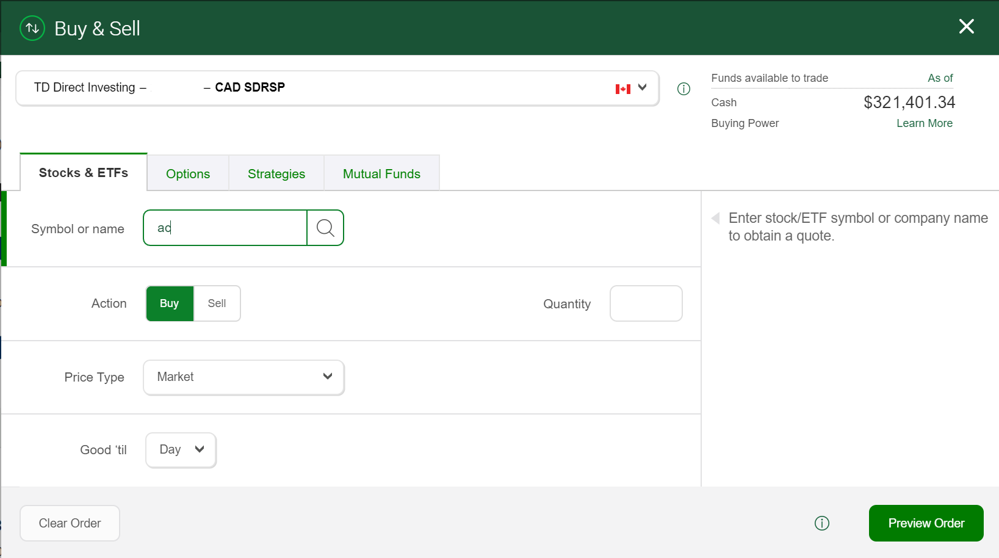 Buy & Sell
TD Direct Investing – – CAD SDRSP
Funds available to trade As of
Cash $321,401.34
Buying Power Learn More
Stocks & ETFs Options Strategies Mutual Funds
Symbol or name ac
Enter stock/ETF symbol or company name
to obtain a quote.
Action Buy Sell Quantity
Price Type Market
Good ‘til Day
Clear Order Preview Order